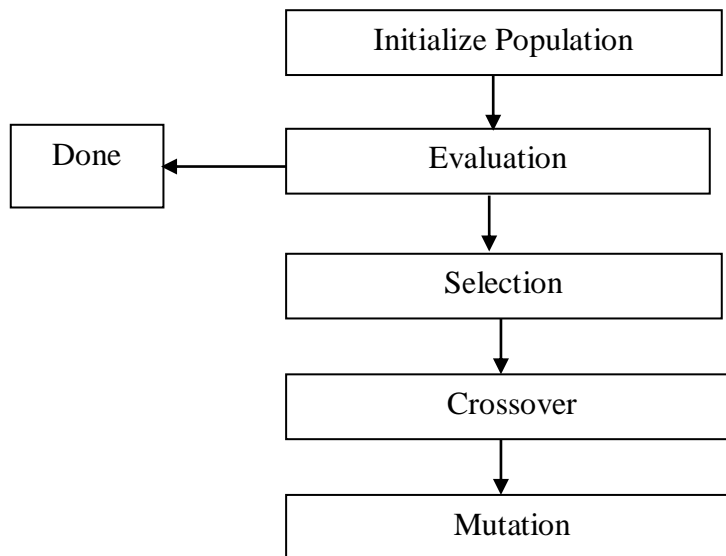 Initialize Population
Done
Evaluation
Selection
Crossover
Mutation